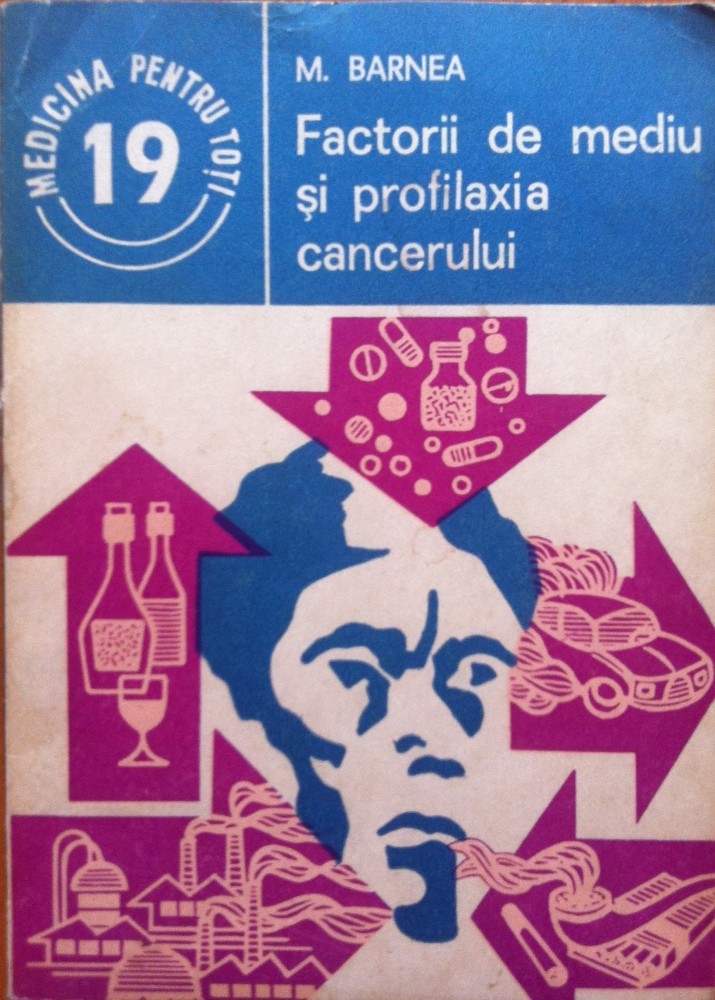 MEDICINA PENTRU TOȚI
19
M. BARNEA
Factorii de mediu
și profilaxia
cancerului